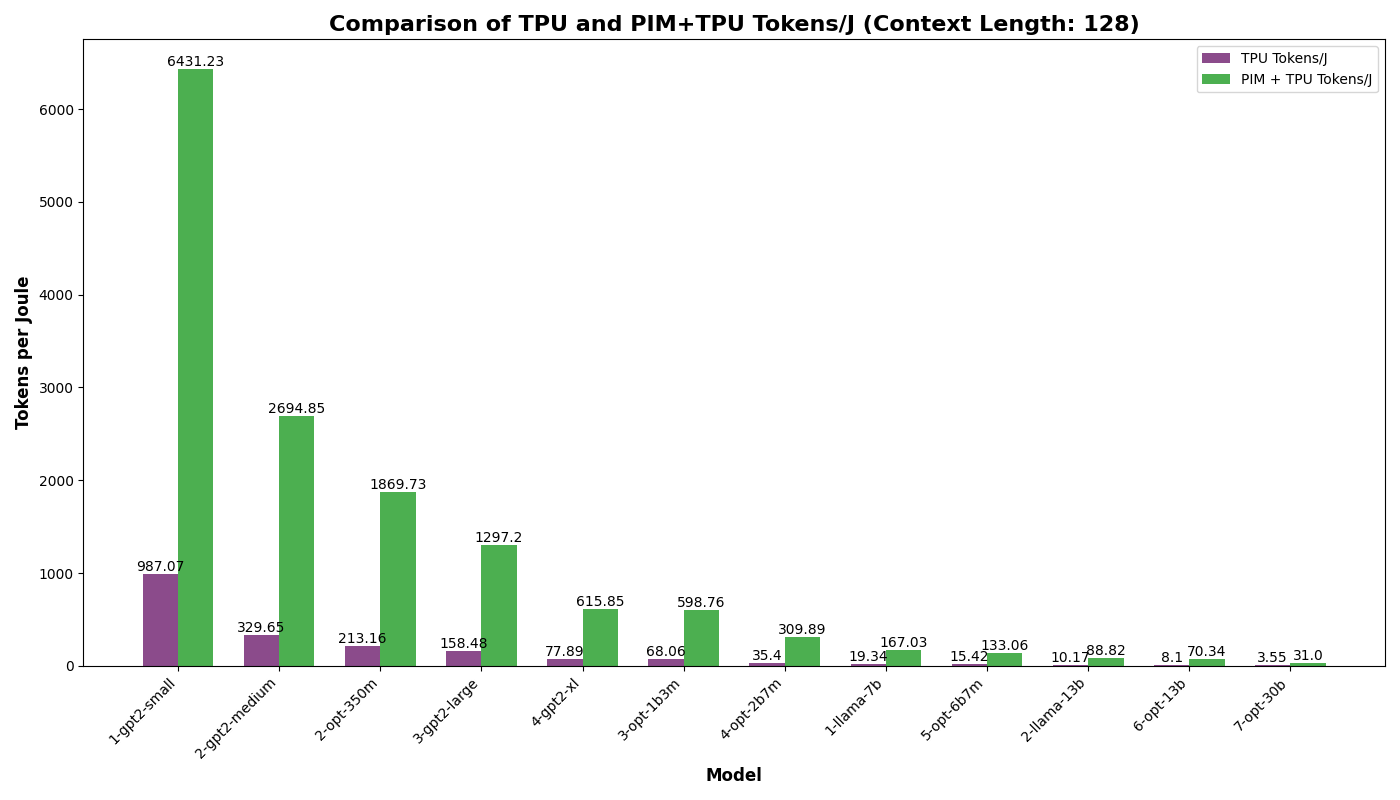 Comparison of TPU and PIM+TPU Tokens/J (Context Length: 128)
TPU Tokens/J
PIM + TPU Tokens/J
Tokens per Joule
6000
5000
4000
3000
2000
1000
0
987.07
6431.23
329.65
2694.85
213.16
1869.73
158.48
1297.2
77.89
615.85
68.06
598.76
35.4
309.89
19.34
167.03
15.42
133.06
10.17
88.82
8.1
70.34
3.55
31.0
1-gpt2-small
2-gpt2-medium
2-opt-350m
3-gpt2-large
4-gpt2-xl
3-opt-1b3m
4-opt-2b7m
1-llama-7b
5-opt-6b7m
2-llama-13b
6-opt-13b
7-opt-30b
Model